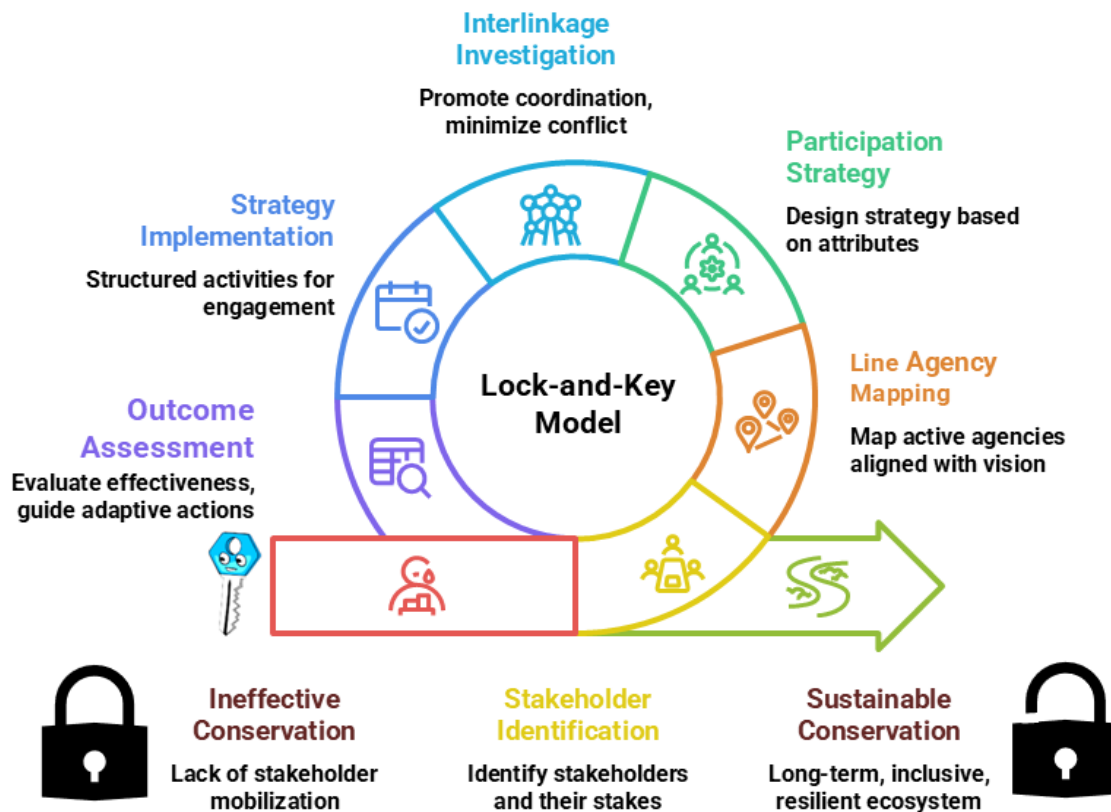 Interlinkage
Investigation
Promote coordination,
minimize conflict
Participation
Strategy
Design strategy based
on attributes
Strategy
Implementation
Structured activities for
engagement
Lock-and-Key
Model
Line Agency
Mapping
Map active agencies
aligned with vision
Outcome
Assessment
Evaluate effectiveness,
guide adaptive actions
Ineffective
Conservation
Lack of stakeholder
mobilization
Stakeholder
Identification
Identify stakeholders
and their stakes
Sustainable
Conservation
Long-term, inclusive,
resilient ecosystem